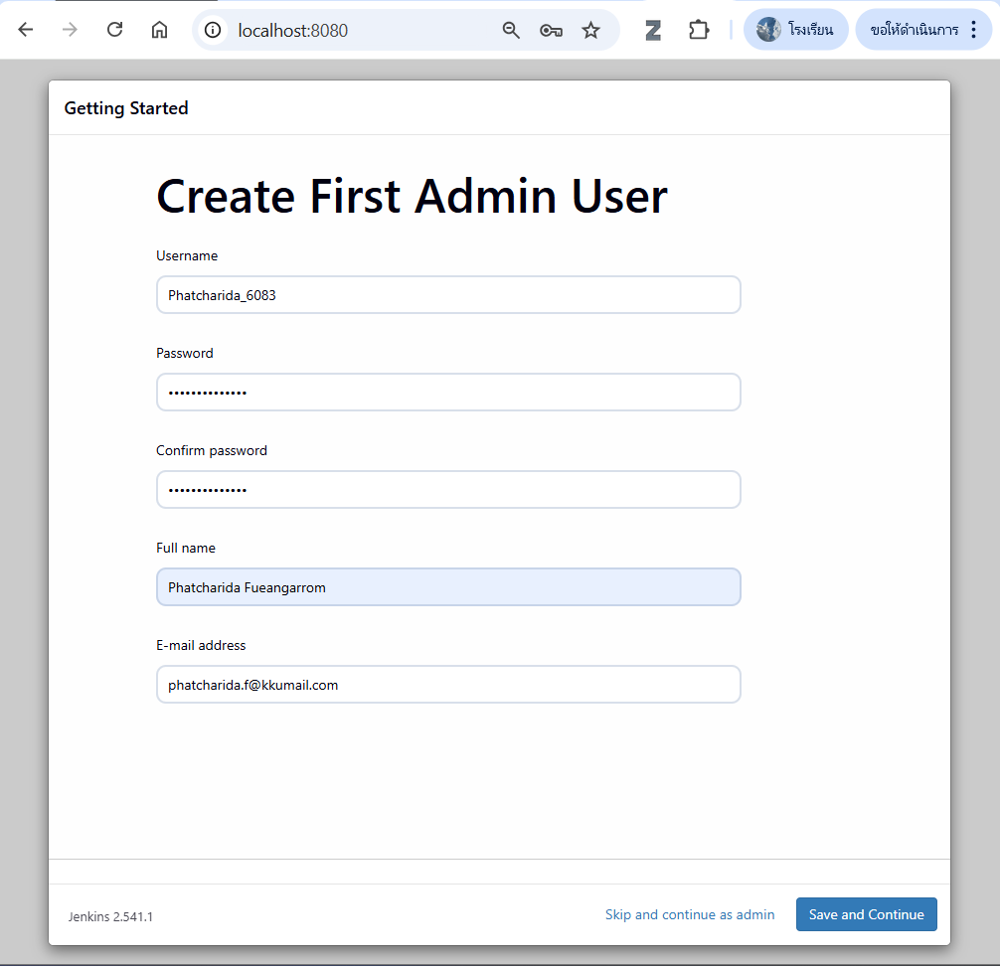 localhost:8080
โรงเรียน
ขอให้ดำเนินการ
Getting Started
Create First Admin User
Username
Phatcharida_6083
Password
••••••••••••••
Confirm password
••••••••••••••
Full name
Phatcharida Fueangarrom
E-mail address
phatcharida.f@kkumail.com
Jenkins 2.541.1
Skip and continue as admin
Save and Continue